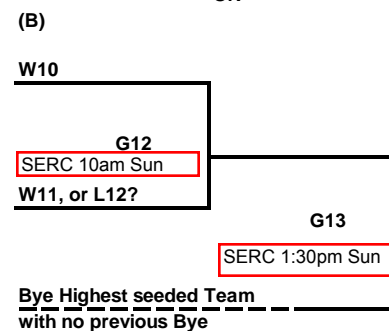 (B)
W10
G12
SERC 10am Sun
W11, or L12?
G13
SERC 1:30pm Sun
Bye Highest seeded Team
with no previous Bye